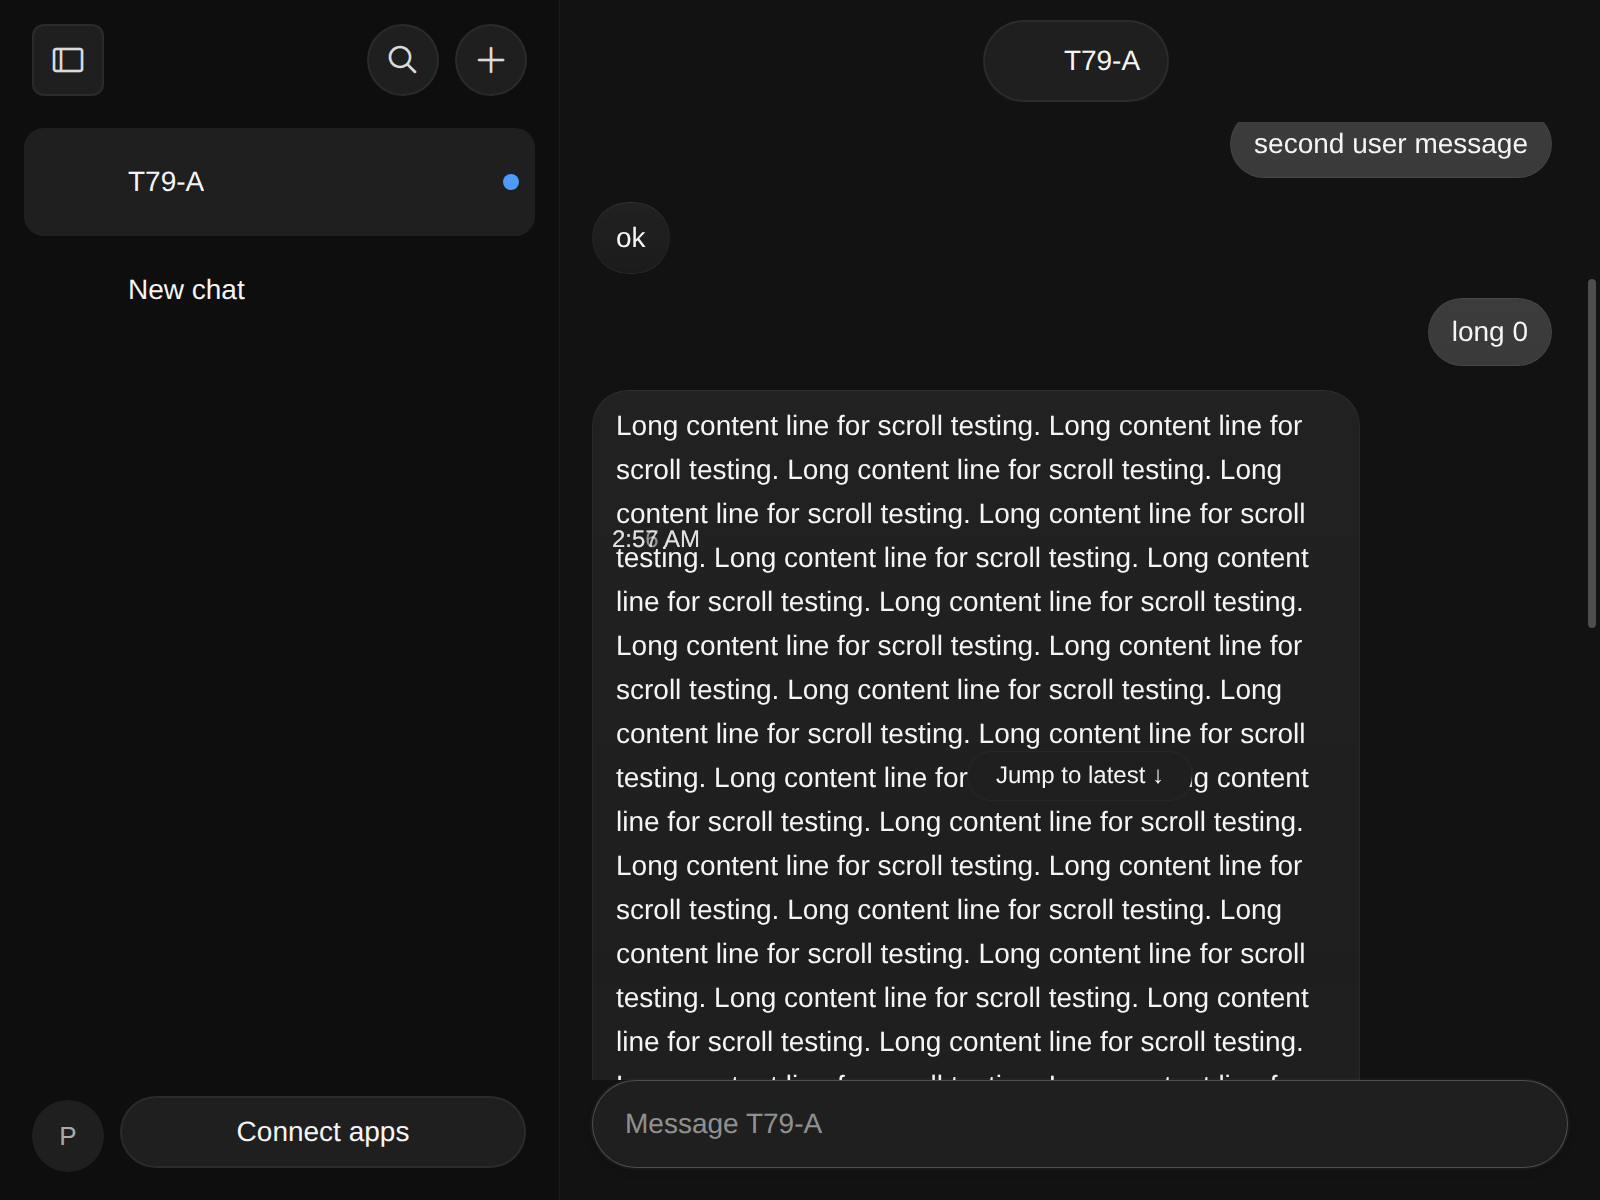 T79-A
New chat
P
Connect apps
T79-A
second user message
ok
long 0
Long content line for scroll testing. Long content line for
scroll testing. Long content line for scroll testing. Long
content line for scroll testing. Long content line for scroll
AM
testing. Long content line for scroll testing. Long content
line for scroll testing. Long content line for scroll testing.
Long content line for scroll testing. Long content line for
scroll testing. Long content line for scroll testing. Long
content line for scroll testing. Long content line for scroll
testing. Long content line for content
Jump to latest ↓
line for scroll testing. Long content line for scroll testing.
Long content line for scroll testing. Long content line for
scroll testing. Long content line for scroll testing. Long
content line for scroll testing. Long content line for scroll
testing. Long content line for scroll testing. Long content
line for scroll testing. Long content line for scroll testing.
Message T79-A